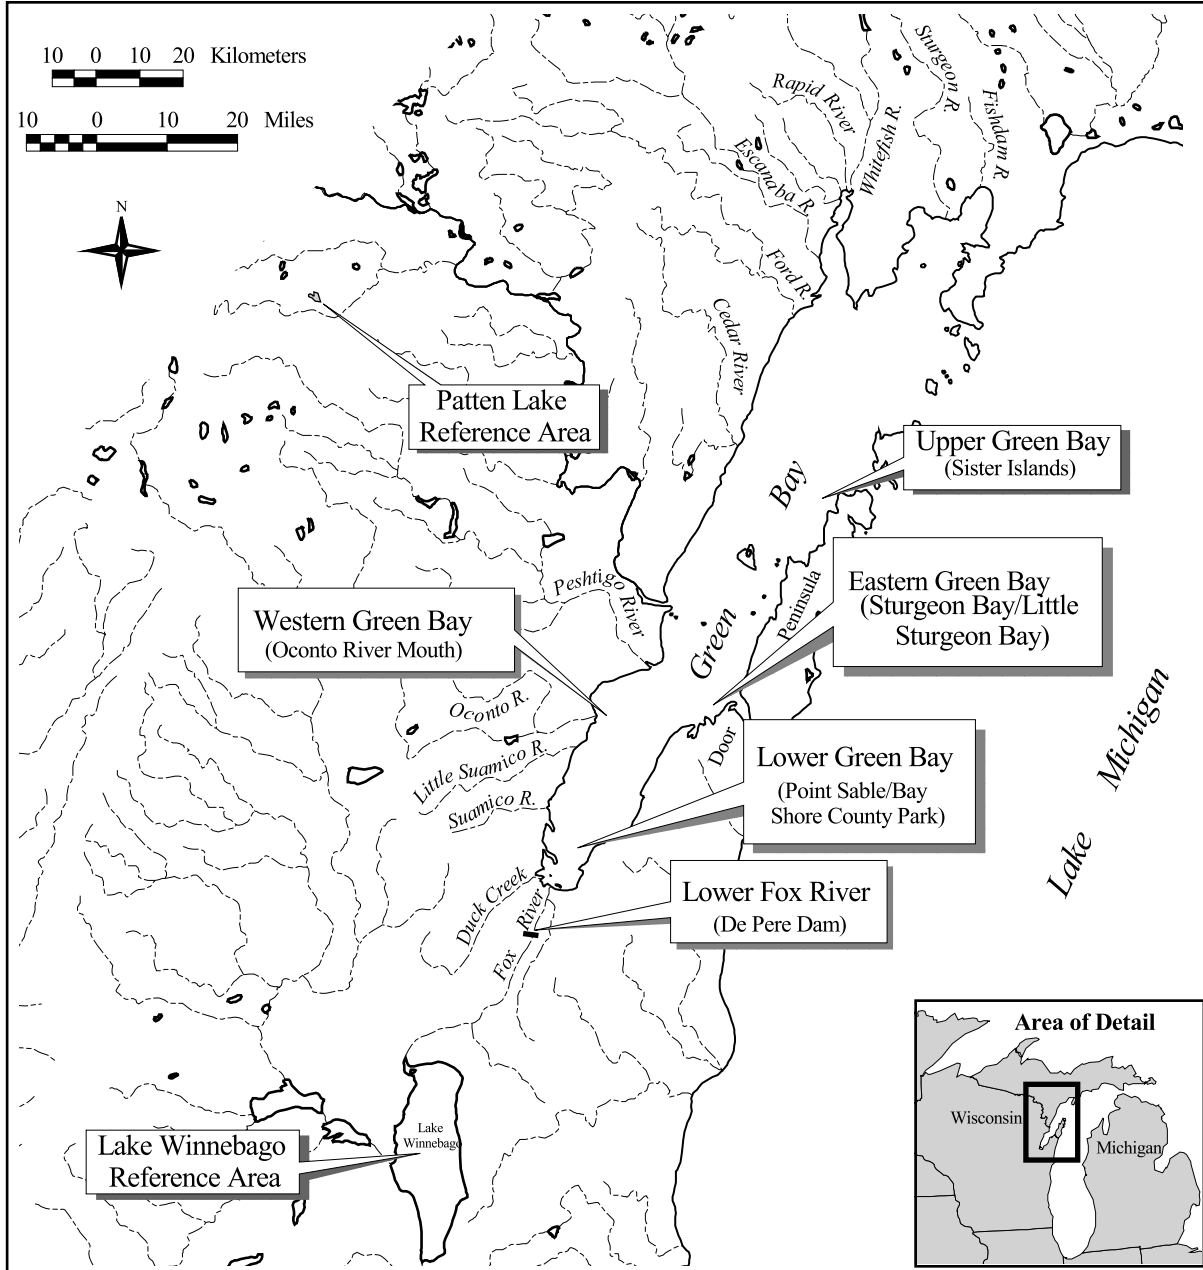 10 0 10 20 Kilometers
10 0 10 20 Miles
N
Rapid River
Sturgeon R.
Fishdam R.
Whitefish R.
Escanaba R.
Ford R.
Cedar River
Patten Lake
Reference Area
Upper Green Bay
(Sister Islands)
Bay
Green
Peshtigo River
Peninsula
Door
Eastern Green Bay
(Sturgeon Bay/Little
Sturgeon Bay)
Western Green Bay
(Oconto River Mouth)
Oconto R.
Little Suamico R.
Suamico R.
Lower Green Bay
(Point Sable/Bay
Shore County Park)
Lake Michigan
Duck Creek
Fox River
Lower Fox River
(De Pere Dam)
Lake
Winnebago
Lake Winnebago
Reference Area
Area of Detail
Wisconsin
Michigan